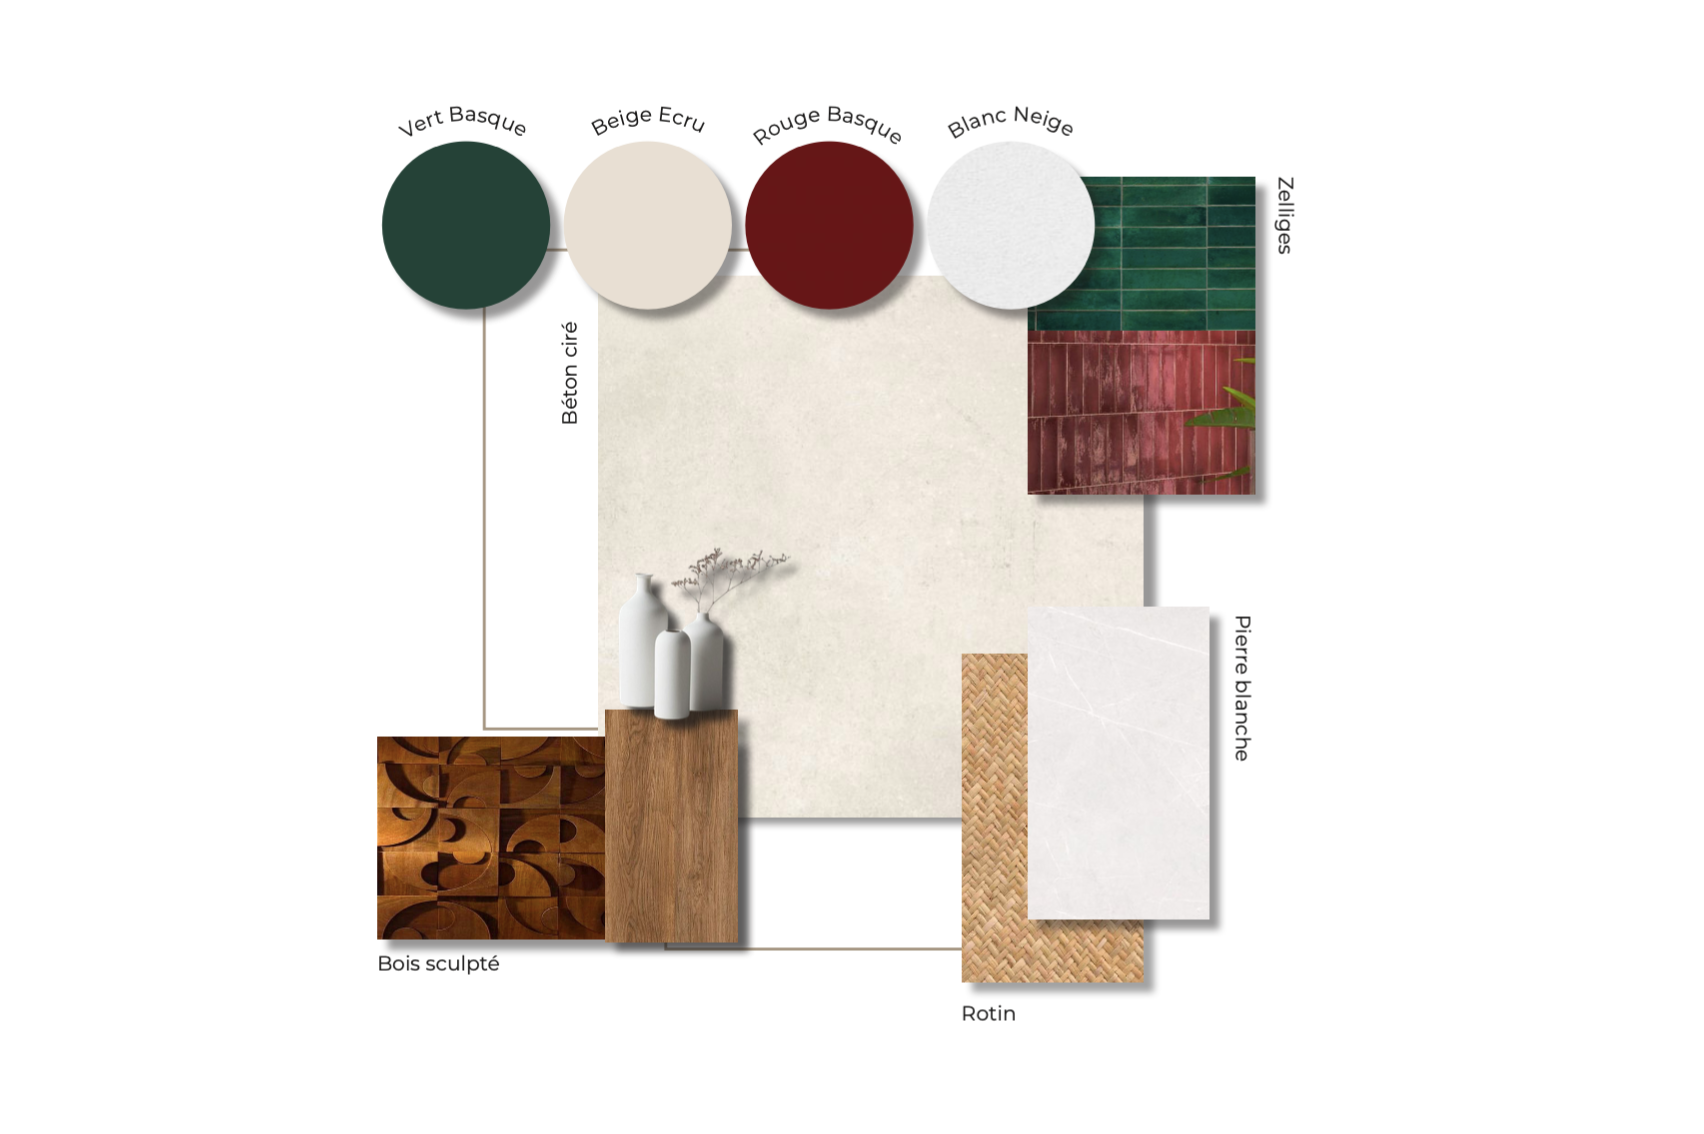 Vert Basque
Beige Ecru
Rouge Basque
Blanc Neige
Zelliges
Béton ciré
Pierre blanche
Bois sculpté
Rotin